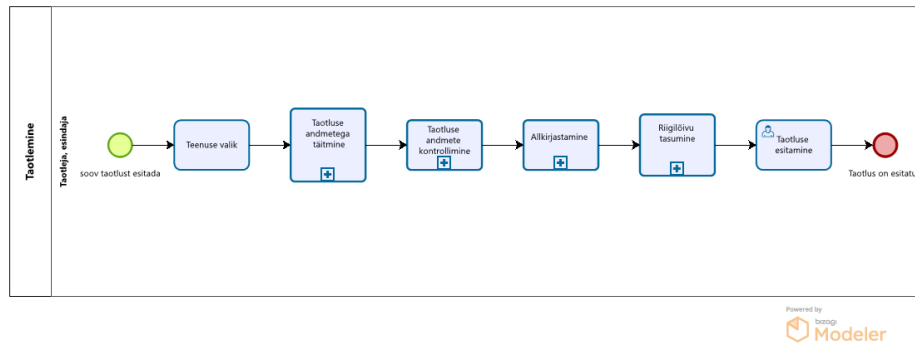 Taotlemine
Taotleja, esindaja
soov taotlust esitada
Teenuse valik
Taotluse
andmetega
täitmine
Taotluse
andmete
kontrollimine
Allkirjastamine
Riigilõivu
tasumine
Taotluse
esitamine
Taotlus on esitatu
Powered by
bizagi
Modeler